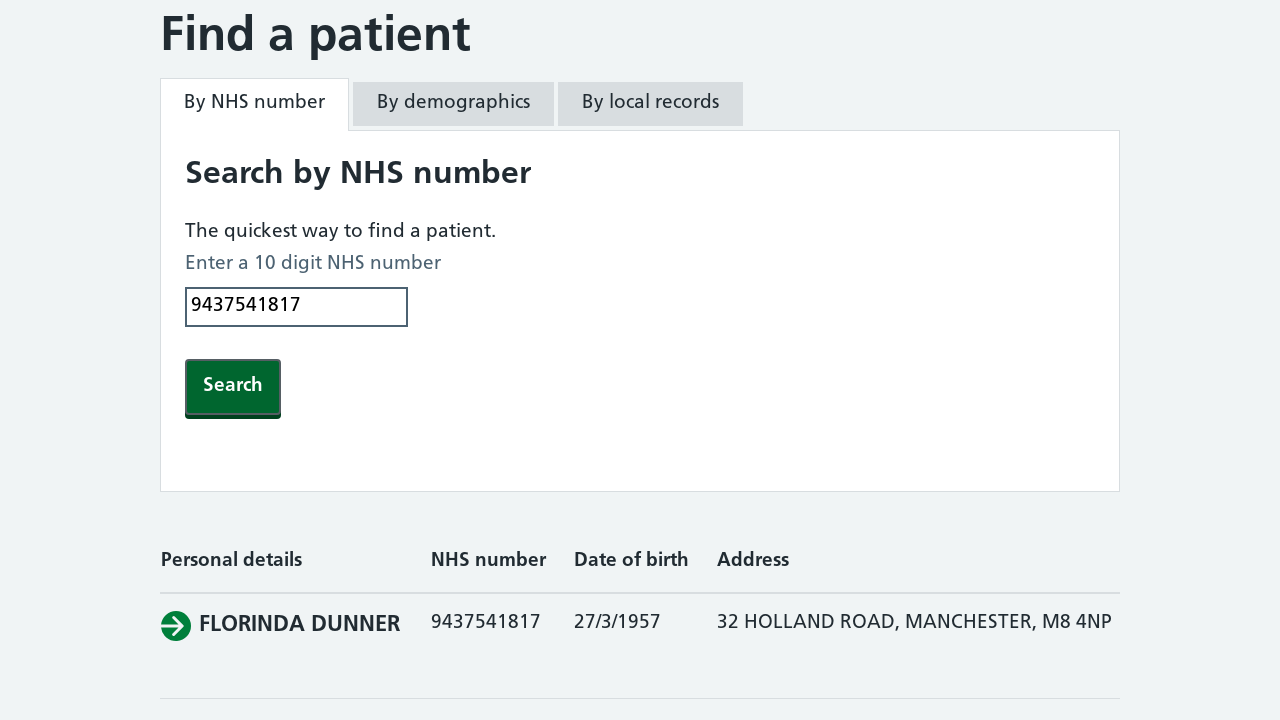 Find a patient
By NHS number
By demographics
By local records
Search by NHS number
The quickest way to find a patient.
Enter a 10 digit NHS number
9437541817
Search
Personal details NHS number Date of birth Address
FLORINDA DUNNER 9437541817 27/3/1957 32 HOLLAND ROAD, MANCHESTER, M8 4NP